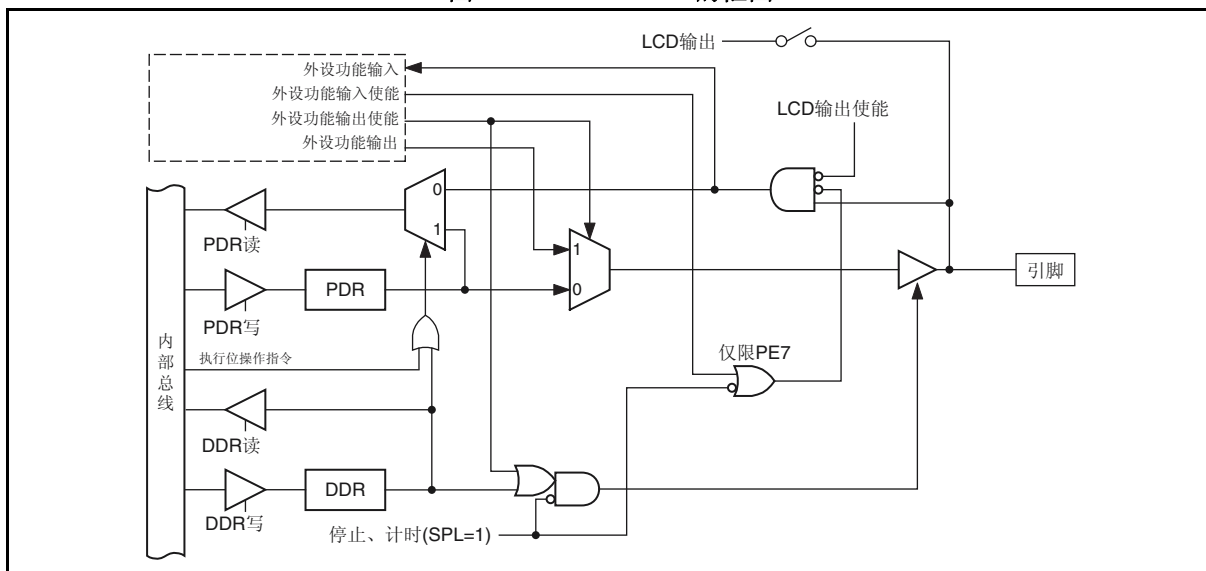 LCD输出
外设功能输入
外设功能输入使能
外设功能输出使能
外设功能输出
LCD输出使能
0
1
PDR读
1
0
PDR
PDR写
引脚
内部总线
执行位操作指令
仅限PE7
DDR读
DDR
DDR写
停止、计时(SPL=1)